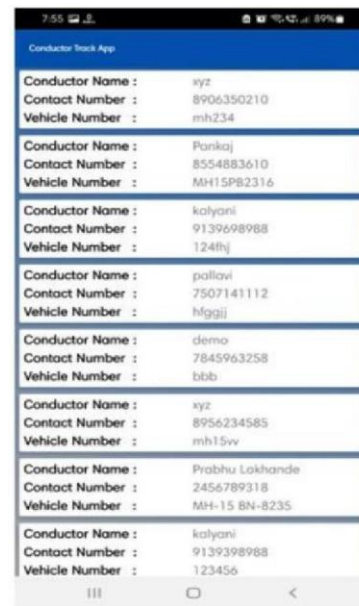 7:55 89%
Conductor Track App
Conductor Name : xyz
Contact Number : 8906350210
Vehicle Number : mh234
Conductor Name : Pankaj
Contact Number : 8554883610
Vehicle Number : MH15PB2316
Conductor Name : kalyani
Contact Number : 9139698988
Vehicle Number : 124fhj
Conductor Name : pallavi
Contact Number : 7507141112
Vehicle Number : hfggjj
Conductor Name : demo
Contact Number : 7845963258
Vehicle Number : bbb
Conductor Name : xyz
Contact Number : 8956234585
Vehicle Number : mh15vv
Conductor Name : Prabhu Lokhande
Contact Number : 2456789318
Vehicle Number : MH-15 BN-8235
Conductor Name : kalyani
Contact Number : 9139398988
Vehicle Number : 123456